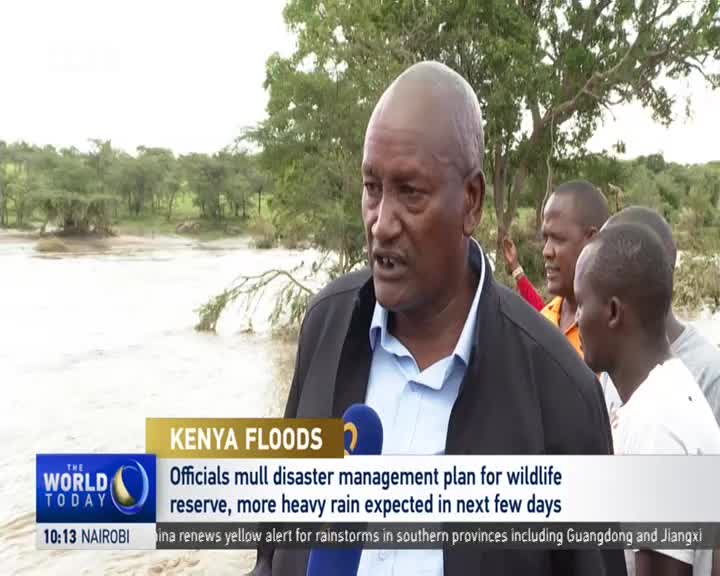 KENYA FLOODS
THE
WORLD
TODAY
Officials mull disaster management plan for wildlife
reserve, more heavy rain expected in next few days
10:13 NAIROBI
renews yellow alert for rainstorms in southern provinces including Guangdong and Jiangxi